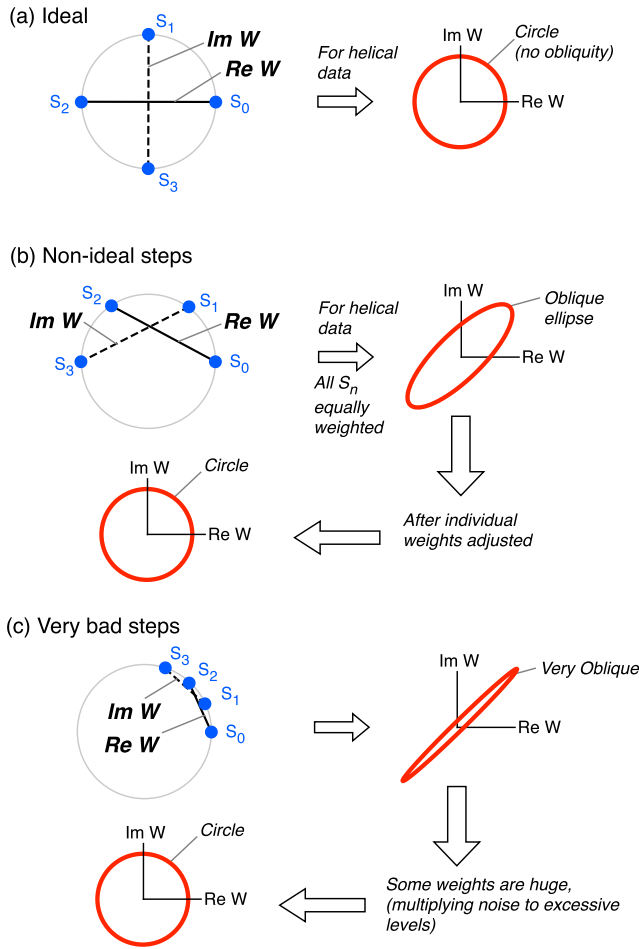 (a) Ideal
S1
Im W
Re W
S2
S0
S3
For helical
data
Im W
Circle
(no obliquity)
Re W
(b) Non-ideal steps
S2
S1
Im W
Re W
S3
S0
For helical
data
All Sn
equally
weighted
Im W
Oblique
ellipse
Re W
Im W
Circle
Re W
After individual
weights adjusted
(c) Very bad steps
S3
S2
Im W
S1
Re W
S0
Im W
Very Oblique
Re W
Im W
Circle
Re W
Some weights are huge,
(multiplying noise to excessive
levels)